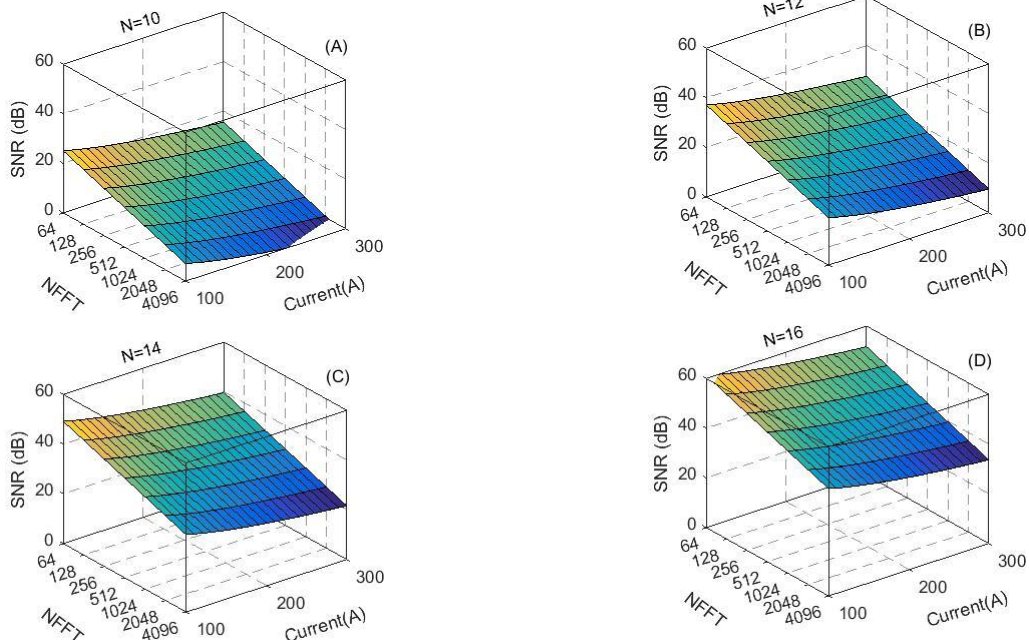 N=10
(A)
60
40
20
0
SNR (dB)
64
128
256
512
1024
2048
4096
NFFT
100
200
300
Current(A)
N=12
(B)
60
40
20
0
SNR (dB)
64
128
256
512
1024
2048
4096
NFFT
100
200
300
Current(A)
N=14
(C)
60
40
20
0
SNR (dB)
64
128
256
512
1024
2048
4096
NFFT
100
200
300
Current(A)
N=16
(D)
60
40
20
0
SNR (dB)
64
128
256
512
1024
2048
4096
NFFT
100
200
300
Current(A)